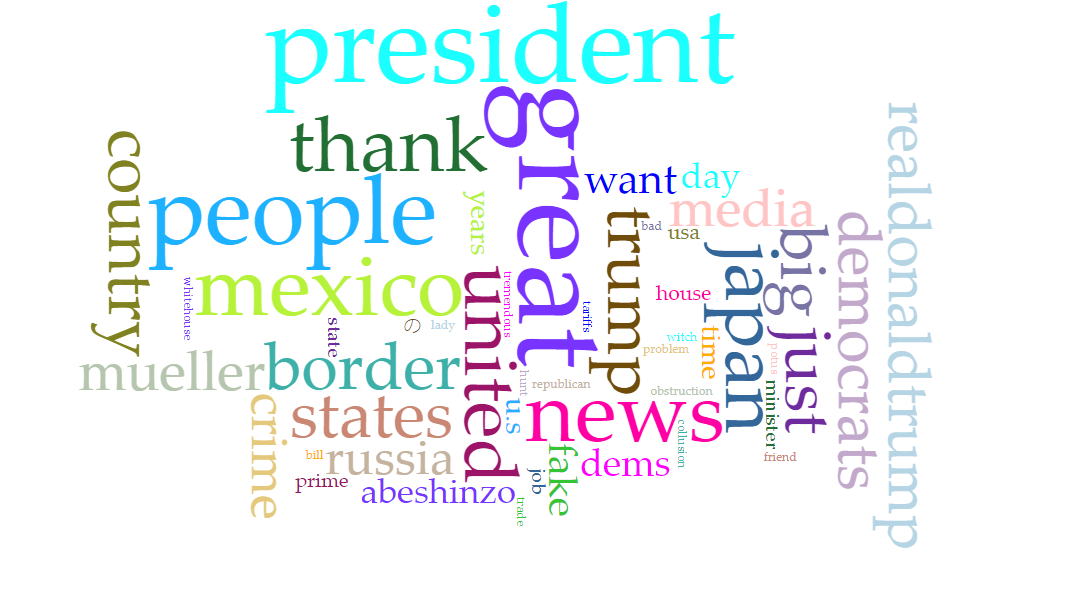 president
great
thank
country
people
want
day
realdonaldtrump
years
media
trump
bad
usa
democrats
big
japan
mexico
united
whitehouse
tremendous
house
state
の
lady
tariffs
witch
problem
time
just
potus
mueller
border
hunt
republican
obstruction
minister
crime
states
u.s
news
collusion
friend
bill
russia
fake
dems
prime
abeshinzo
job
trade